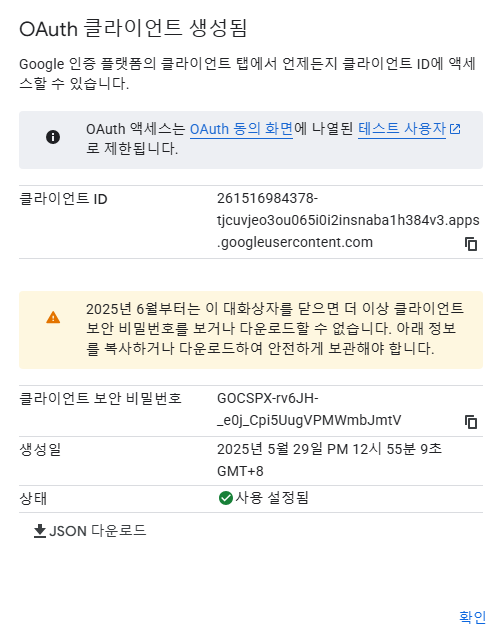 OAuth 클라이언트 생성됨
Google 인증 플랫폼의 클라이언트 탭에서 언제든지 클라이언트 ID에 액세
스할 수 있습니다.
OAuth 액세스는 OAuth 동의 화면에 나열된 테스트 사용자
로 제한됩니다.
클라이언트 ID
261516984378-
tjcuvjeo3ou065i0i2insnaba1h384v3.apps
.googleusercontent.com
2025년 6월부터는 이 대화상자를 닫으면 더 이상 클라이언트
보안 비밀번호를 보거나 다운로드할 수 없습니다. 아래 정보
를 복사하거나 다운로드하여 안전하게 보관해야 합니다.
클라이언트 보안 비밀번호
GOCSPX-rv6JH-
_e0j_Cpi5UugVPMWmbJmtV
생성일
2025년 5월 29일 PM 12시 55분 9초
GMT+8
상태
사용 설정됨
JSON 다운로드
확인